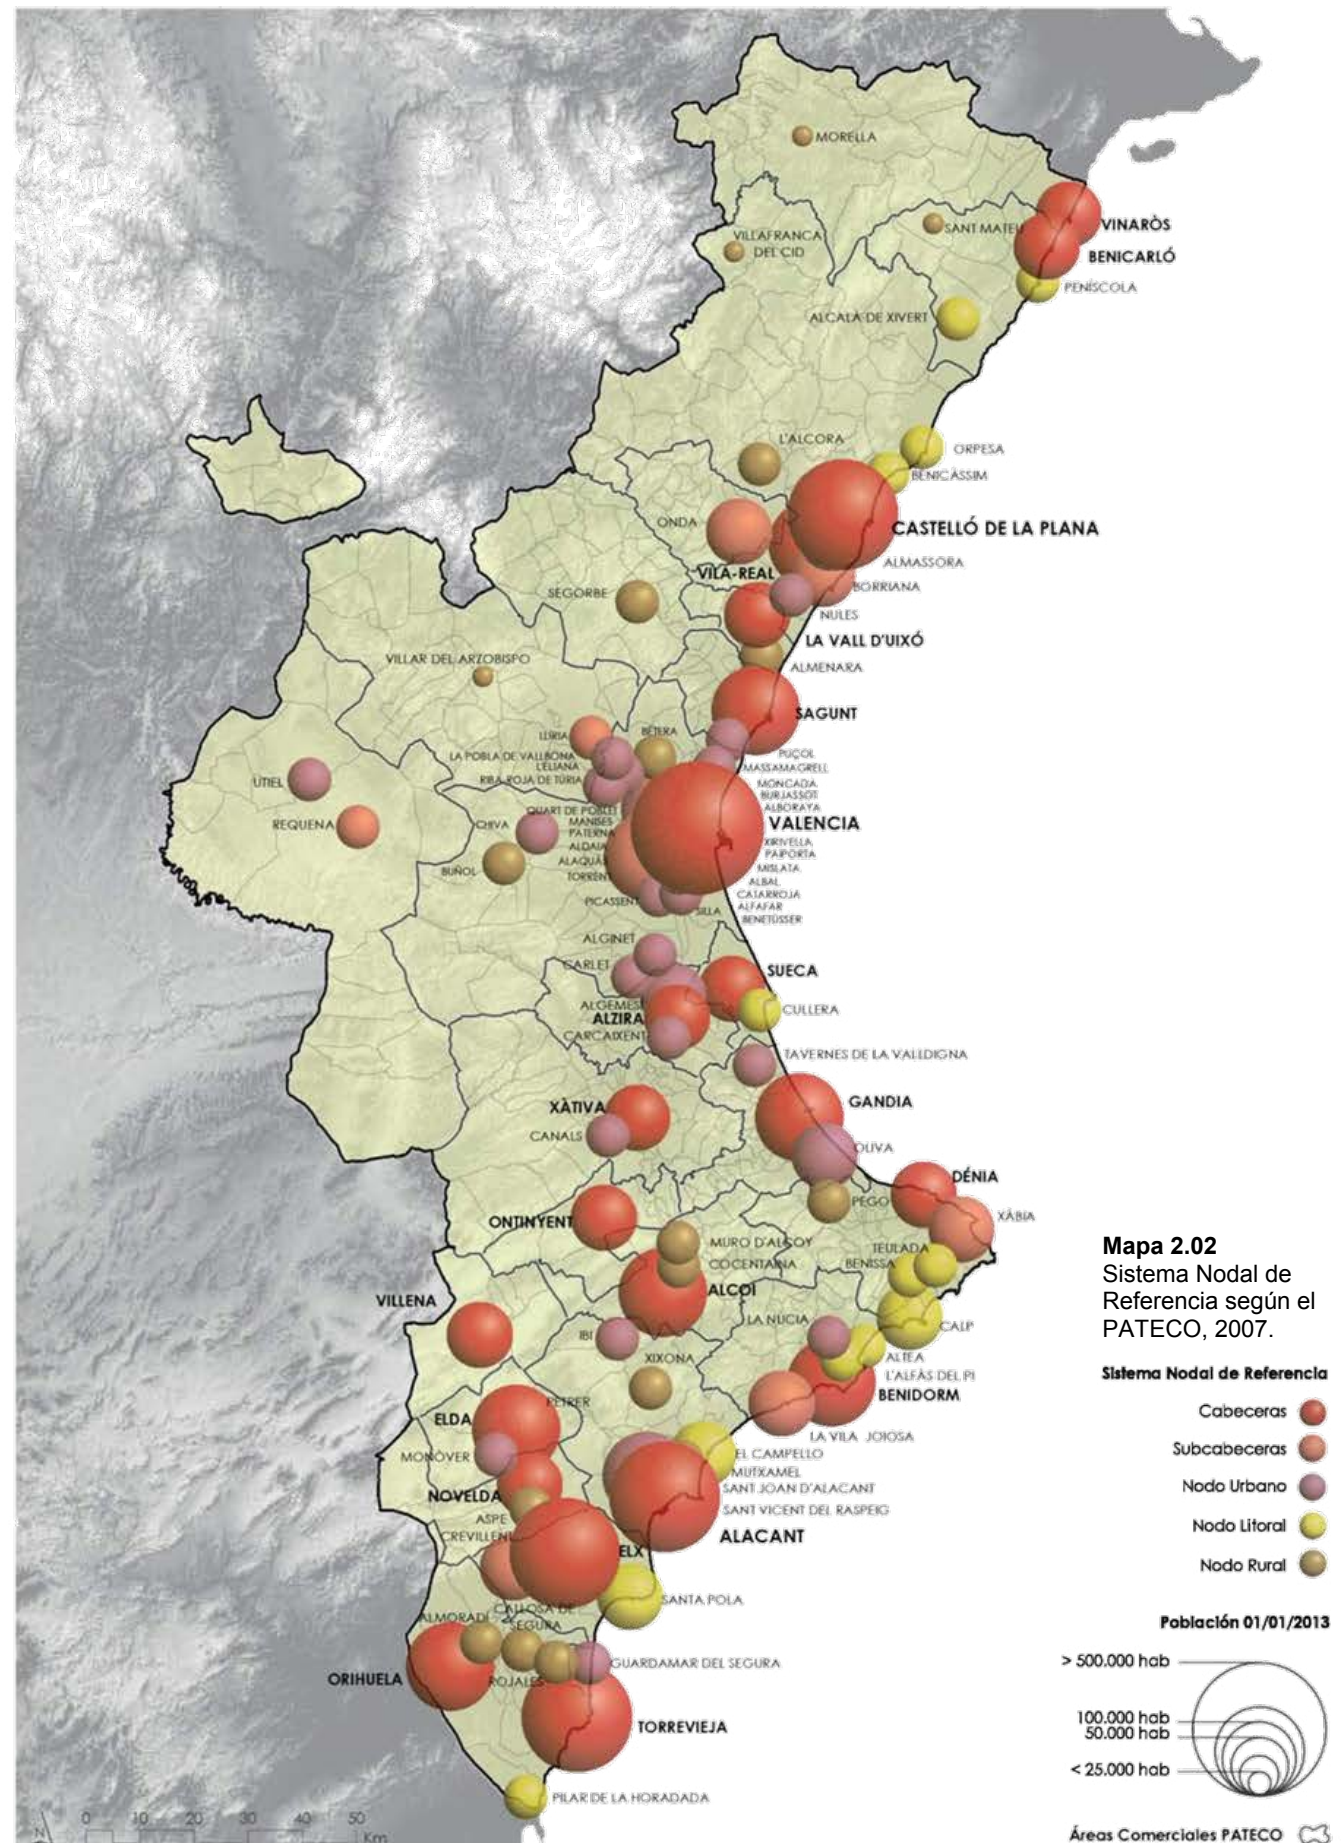 MORELLA
SANT MATEU
VINARÒS
VILLAFRANCA
DEL CID
BENICARLÓ
PENÍSCOLA
ALCALÀ DE XIVERT
L'ALCORA
ORPESA
BENICÀSSIM
ONDA
CASTELLÓ DE LA PLANA
ALMASSORA
VILA-REAL
BORRIANA
SEGORBE
NULES
LA VALL D'UIXÓ
VILLAR DEL ARZOBISPO
ALMENARA
SAGUNT
LLÍRIA
BÉTERA
LA POBLA DE VALLBONA
L'ELIANA
RIBA-ROJA DE TÚRIA
PUÇOL
MASSAMAGRELL
UTIEL
MONCADA
BURJASSOT
ALBORAYA
REQUENA
CHIVA
QUART DE POBLET
MANISES
PATERNA
VALENCIA
ALDAIA
ALAQUÀS
TORRENT
XIRIVELLA
PAIPORTA
MISLATA
BUÑOL
ALBAL
CATARROJA
PICASSENT
SILLA
ALFAFAR
BENETÚSSER
ALGINET
CARLET
SUECA
ALGEMESÍ
CULLERA
ALZIRA
CARCAIXENT
TAVERNES DE LA VALLDIGNA
XÀTIVA
GANDIA
CANALS
OLIVA
DÉNIA
PEGO
XÀBIA
ONTINYENT
MURO D'ALCOY
TEULADA
COCENTAINA
BENISSA
ALCOI
VILLENA
LA NUCIA
CALP
IBI
XIXONA
ALTEA
L'ALFÀS DEL PI
BENIDORM
PETRER
ELDA
LA VILA JOIOSA
MONÒVER
EL CAMPELLO
MUTXAMEL
SANT JOAN D'ALACANT
NOVELDA
SANT VICENT DEL RASPEIG
ASPE
CREVILLENT
ALACANT
ELX
SANTA POLA
CALLOSA DE
SEGURA
ALMORADÍ
GUARDAMAR DEL SEGURA
ORIHUELA
ROJALES
TORREVIEJA
PILAR DE LA HORADADA
N
0 10 20 30 40 50
Km
Mapa 2.02
Sistema Nodal de
Referencia según el
PATECO, 2007.
Sistema Nodal de Referencia
Cabeceras
Subcabeceras
Nodo Urbano
Nodo Litoral
Nodo Rural
Población 01/01/2013
> 500.000 hab
100.000 hab
50.000 hab
< 25.000 hab
Áreas Comerciales PATECO